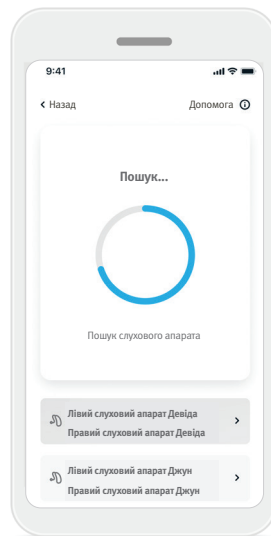 9:41
Назад Допомога
Пошук...
Пошук слухового апарата
Лівий слуховий апарат Девіда
Правий слуховий апарат Девіда
Лівий слуховий апарат Джун
Правий слуховий апарат Джун